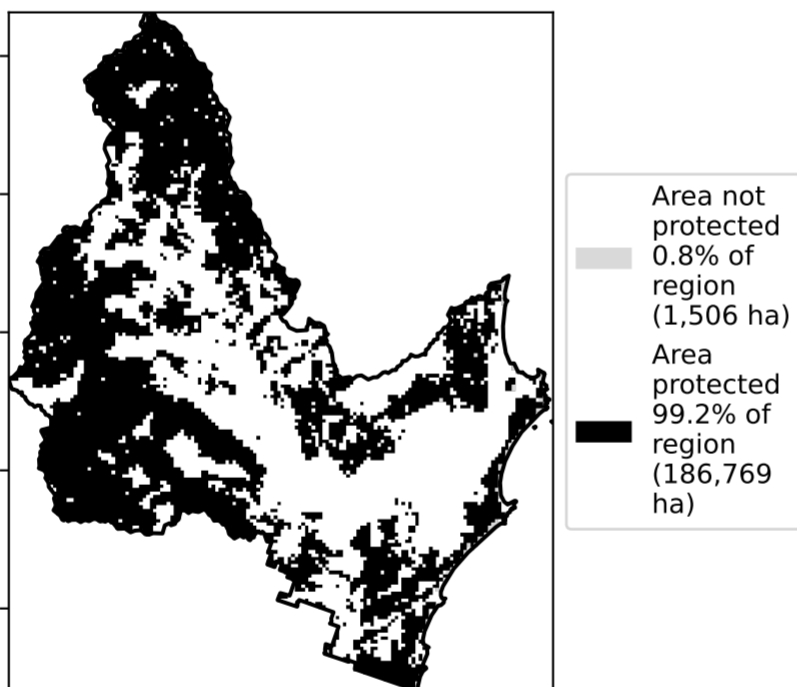 Area not
protected
0.8% of
region
(1,506 ha)
Area
protected
99.2% of
region
(186,769
ha)